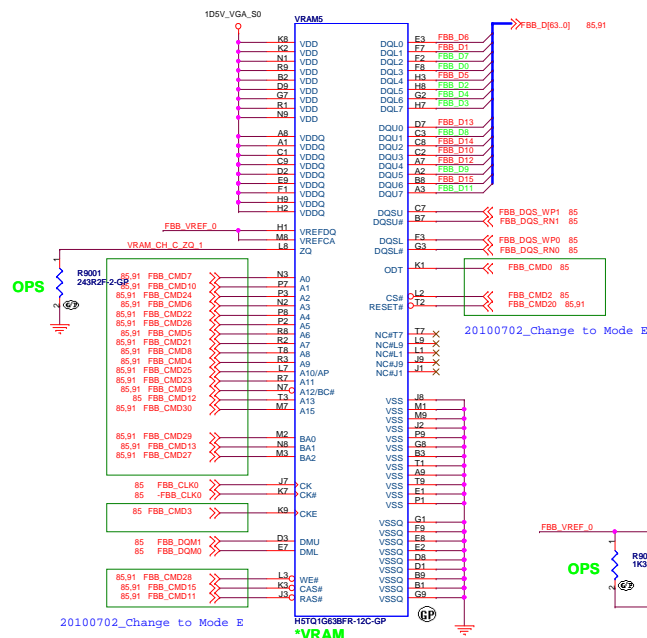 1D5V_VGA_S0
VRAM5
FBB_D[63..0] 85,91
K8 VDD
K2 VDD
N1 VDD
R9 VDD
B2 VDD
D9 VDD
G7 VDD
R1 VDD
N9 VDD
A8 VDDQ
A1 VDDQ
C1 VDDQ
C9 VDDQ
D2 VDDQ
E9 VDDQ
F1 VDDQ
H9 VDDQ
H2 VDDQ
DQL0 E3 FBB_D6
DQL1 F7 FBB_D1
DQL2 F2 FBB_D7
DQL3 F8 FBB_D0
DQL4 H3 FBB_D5
DQL5 H8 FBB_D2
DQL6 G2 FBB_D4
DQL7 H7 FBB_D3
DQU0 D7 FBB_D13
DQU1 C3 FBB_D8
DQU2 C8 FBB_D14
DQU3 C2 FBB_D10
DQU4 A7 FBB_D12
DQU5 A2 FBB_D9
DQU6 B8 FBB_D15
DQU7 A3 FBB_D11
DQSU C7 FBB_DQS_WP1 85
DQSU# B7 FBB_DQS_RN1 85
DQSL F3 FBB_DQS_WP0 85
DQSL# G3 FBB_DQS_RN0 85
FBB_VREF_0 H1 VREFDQ
M8 VREFCA
VRAM_CH_C_ZQ_1 L8 ZQ
ODT K1 FBB_CMD0 85
CS# L2 FBB_CMD2 85
RESET# T2 FBB_CMD20 85,91
20100702_Change to Mode E
OPS
1
R9001
243R2F-2-GP
2
85,91 FBB_CMD7 N3 A0
85,91 FBB_CMD10 P7 A1
85,91 FBB_CMD24 P3 A2
85,91 FBB_CMD6 N2 A3
85,91 FBB_CMD22 P8 A4
85,91 FBB_CMD26 P2 A5
85,91 FBB_CMD5 R8 A6
85,91 FBB_CMD21 R2 A7
85,91 FBB_CMD8 T8 A8
85,91 FBB_CMD4 R3 A9
85,91 FBB_CMD25 L7 A10/AP
85,91 FBB_CMD23 R7 A11
85,91 FBB_CMD9 N7 A12/BC#
85 FBB_CMD12 T3 A13
85,91 FBB_CMD30 M7 A15
NC#T7 T7
NC#L9 L9
NC#L1 L1
NC#J9 J9
NC#J1 J1
85,91 FBB_CMD29 M2 BA0
85,91 FBB_CMD13 N8 BA1
85,91 FBB_CMD27 M3 BA2
85 FBB_CLK0 J7 CK
85 -FBB_CLK0 K7 CK#
85 FBB_CMD3 K9 CKE
85 FBB_DQM1 D3 DMU
85 FBB_DQM0 E7 DML
85,91 FBB_CMD28 L3 WE#
85,91 FBB_CMD15 K3 CAS#
85,91 FBB_CMD11 J3 RAS#
VSS J8
VSS M1
VSS M9
VSS J2
VSS P9
VSS G8
VSS B3
VSS T1
VSS A9
VSS T9
VSS E1
VSS P1
VSSQ G1
VSSQ F9
VSSQ E8
VSSQ E2
VSSQ D8
VSSQ D1
VSSQ B9
VSSQ B1
VSSQ G9
20100702_Change to Mode E
H5TQ1G63BFR-12C-GP
*VRAM
GP
FBB_VREF_0
OPS
1
2